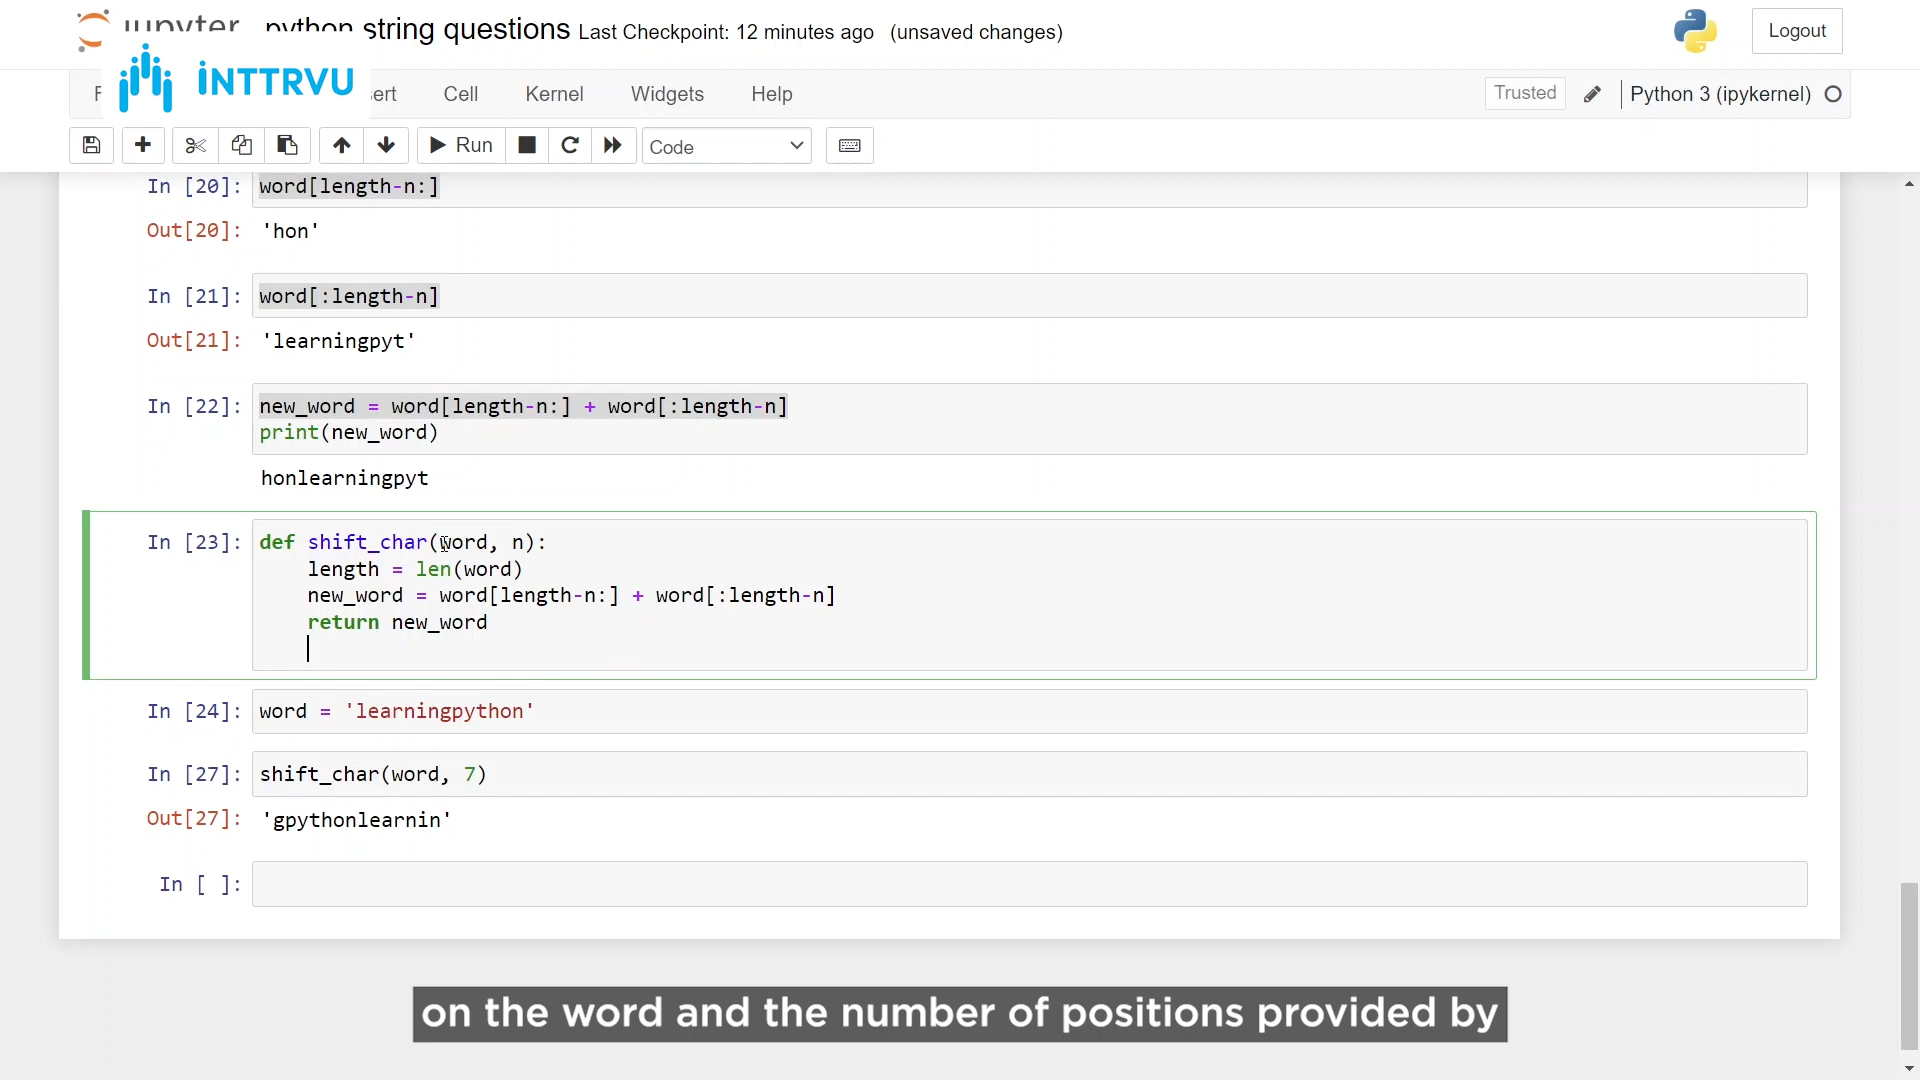 python string questions Last Checkpoint: 12 minutes ago (unsaved changes)
Logout
iNTTRVU
Cell Kernel Widgets Help
Trusted Python 3 (ipykernel)
Run Code
In [20]: word[length-n:]
Out[20]: 'hon'
In [21]: word[:length-n]
Out[21]: 'learningpyt'
In [22]: new_word = word[length-n:] + word[:length-n]
print(new_word)
honlearningpyt
In [23]: def shift_char(word, n):
length = len(word)
new_word = word[length-n:] + word[:length-n]
return new_word
In [24]: word = 'learningpython'
In [27]: shift_char(word, 7)
Out[27]: 'gpythonlearnin'
In [ ]:
on the word and the number of positions provided by